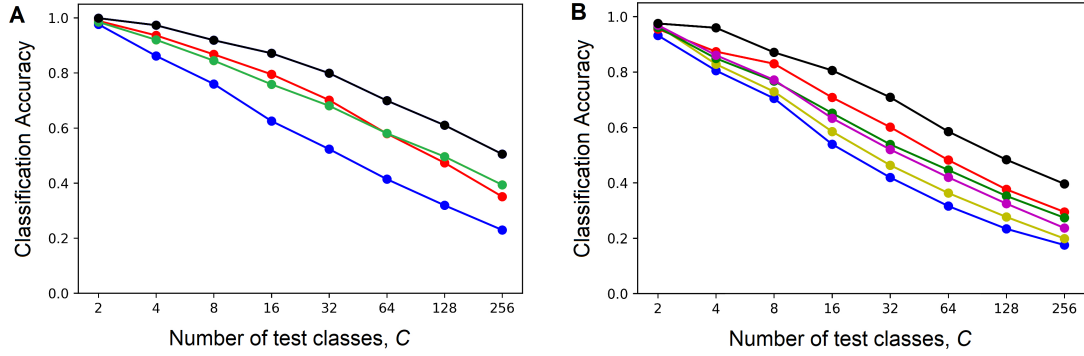 A
Classification Accuracy
1.0
0.8
0.6
0.4
0.2
0.0
2 4 8 16 32 64 128 256
Number of test classes, C
B
Classification Accuracy
1.0
0.8
0.6
0.4
0.2
0.0
2 4 8 16 32 64 128 256
Number of test classes, C